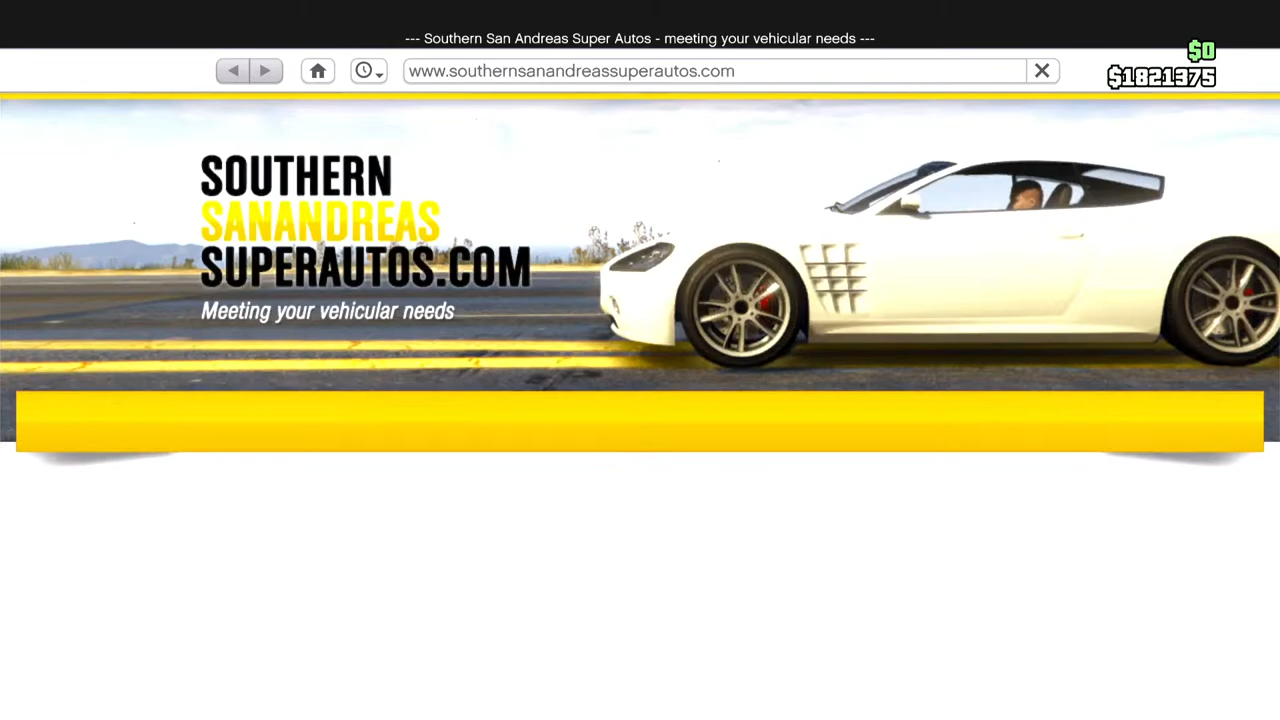 --- Southern San Andreas Super Autos - meeting your vehicular needs ---
www.southernsanandreassuperautos.com
$0
$1821375
SOUTHERN
SANANDREAS
SUPERAUTOS.COM
Meeting your vehicular needs